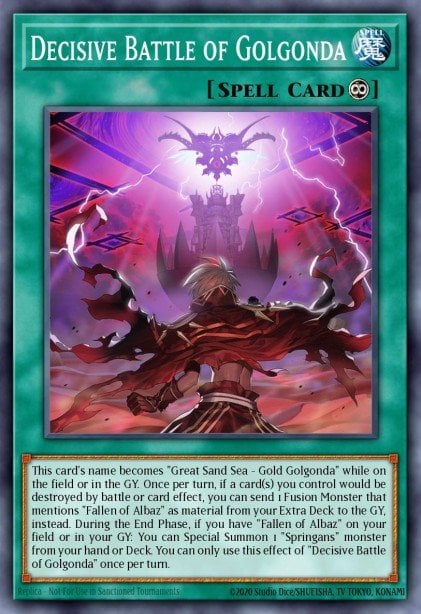 Decisive Battle of Golgonda
SPELL
魔
[Spell Card]
This card's name becomes "Great Sand Sea - Gold Golgonda" while on
the field or in the GY. Once per turn, if a card(s) you control would be
destroyed by battle or card effect, you can send 1 Fusion Monster that
mentions "Fallen of Albaz" as material from your Extra Deck to the GY,
instead. During the End Phase, if you have "Fallen of Albaz" on your
field or in your GY: You can Special Summon 1 "Springans" monster
from your hand or Deck. You can only use this effect of "Decisive Battle
of Golgonda" once per turn.
Replica - Not For Use in Sanctioned Tournaments
©2020 Studio Dice/SHUEISHA, TV TOKYO, KONAMI